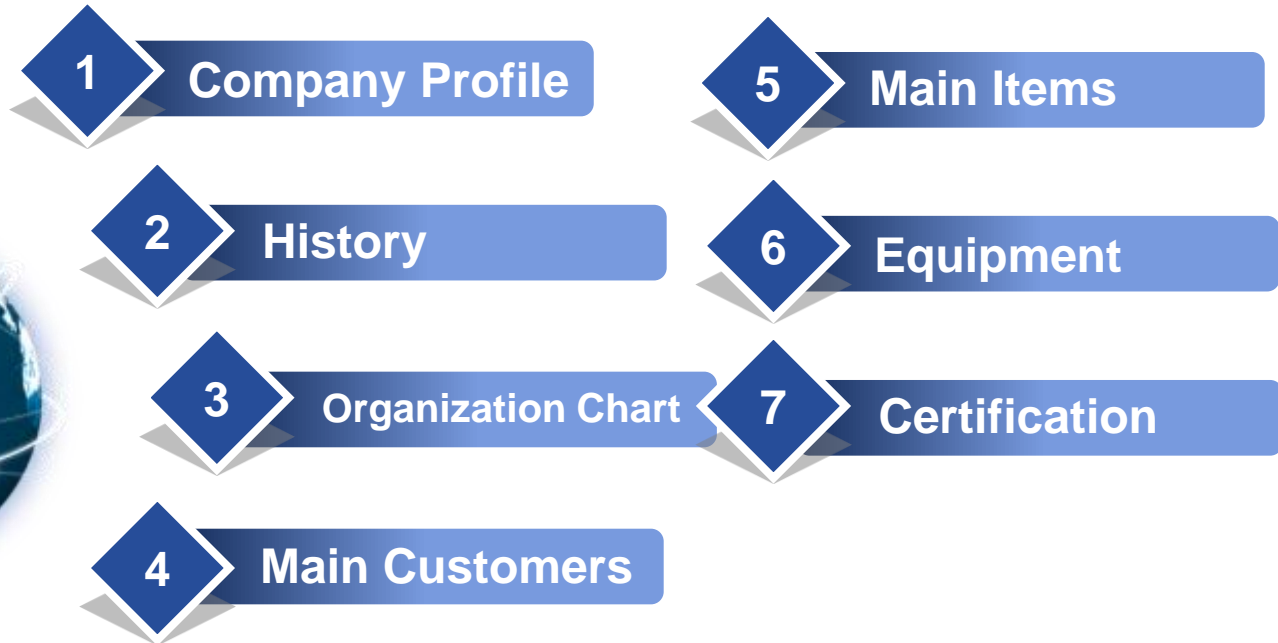 1 Company Profile
2 History
3 Organization Chart
4 Main Customers
5 Main Items
6 Equipment
7 Certification